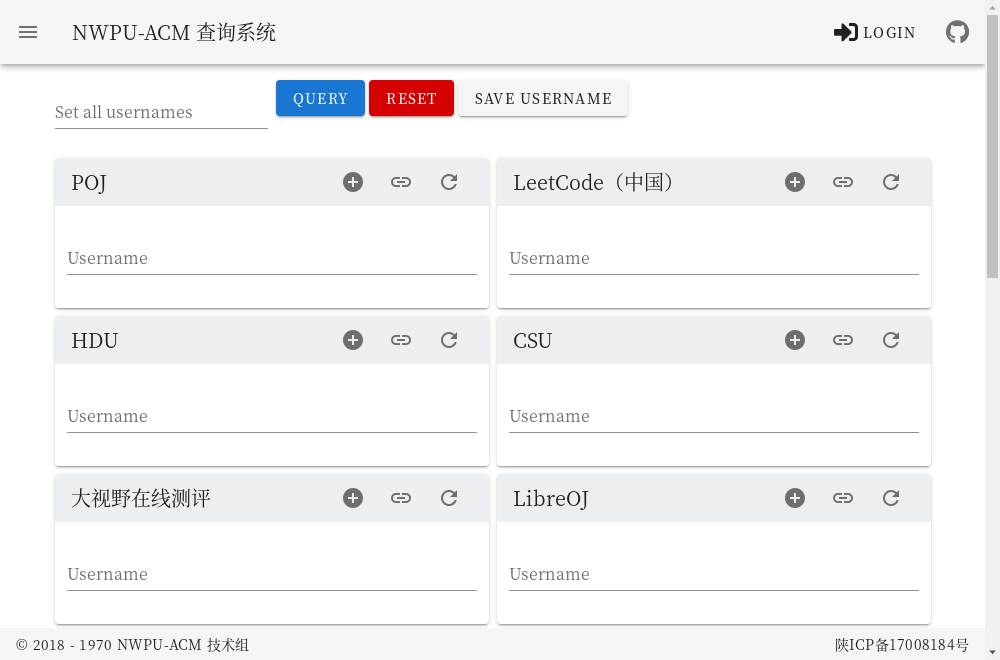 NWPU-ACM 查询系统
LOGIN
Set all usernames
QUERY
RESET
SAVE USERNAME
POJ
LeetCode（中国）
Username
Username
HDU
CSU
Username
Username
大视野在线测评
LibreOJ
Username
Username
© 2018 - 1970 NWPU-ACM 技术组
陕ICP备17008184号